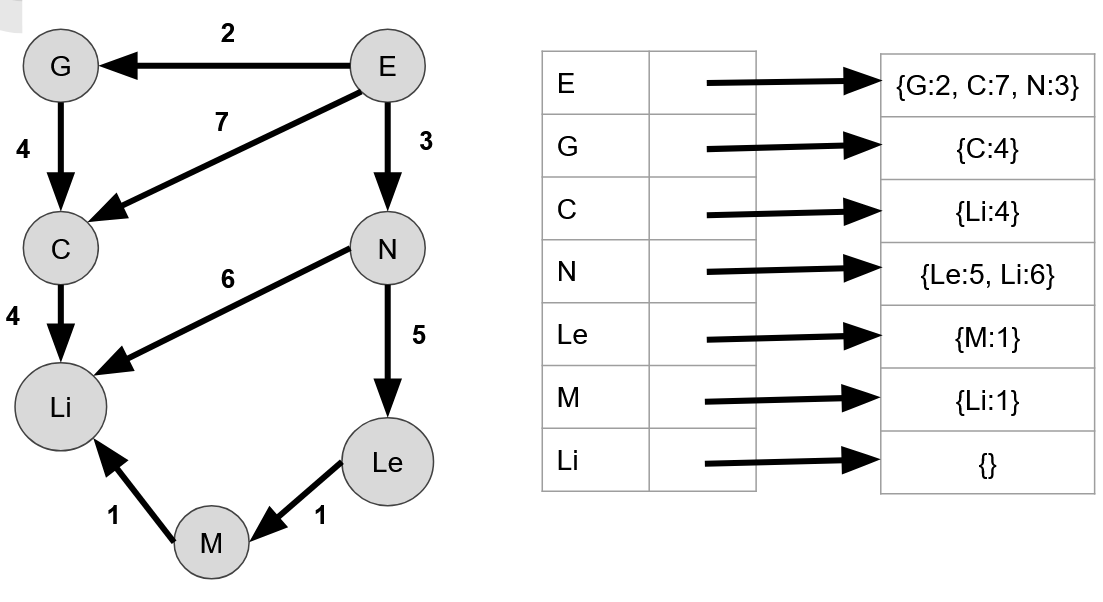 2
G
E
7
4
3
C
N
6
4
5
Li
Le
1
1
M
E {G:2, C:7, N:3}
G {C:4}
C {Li:4}
N {Le:5, Li:6}
Le {M:1}
M {Li:1}
Li {}